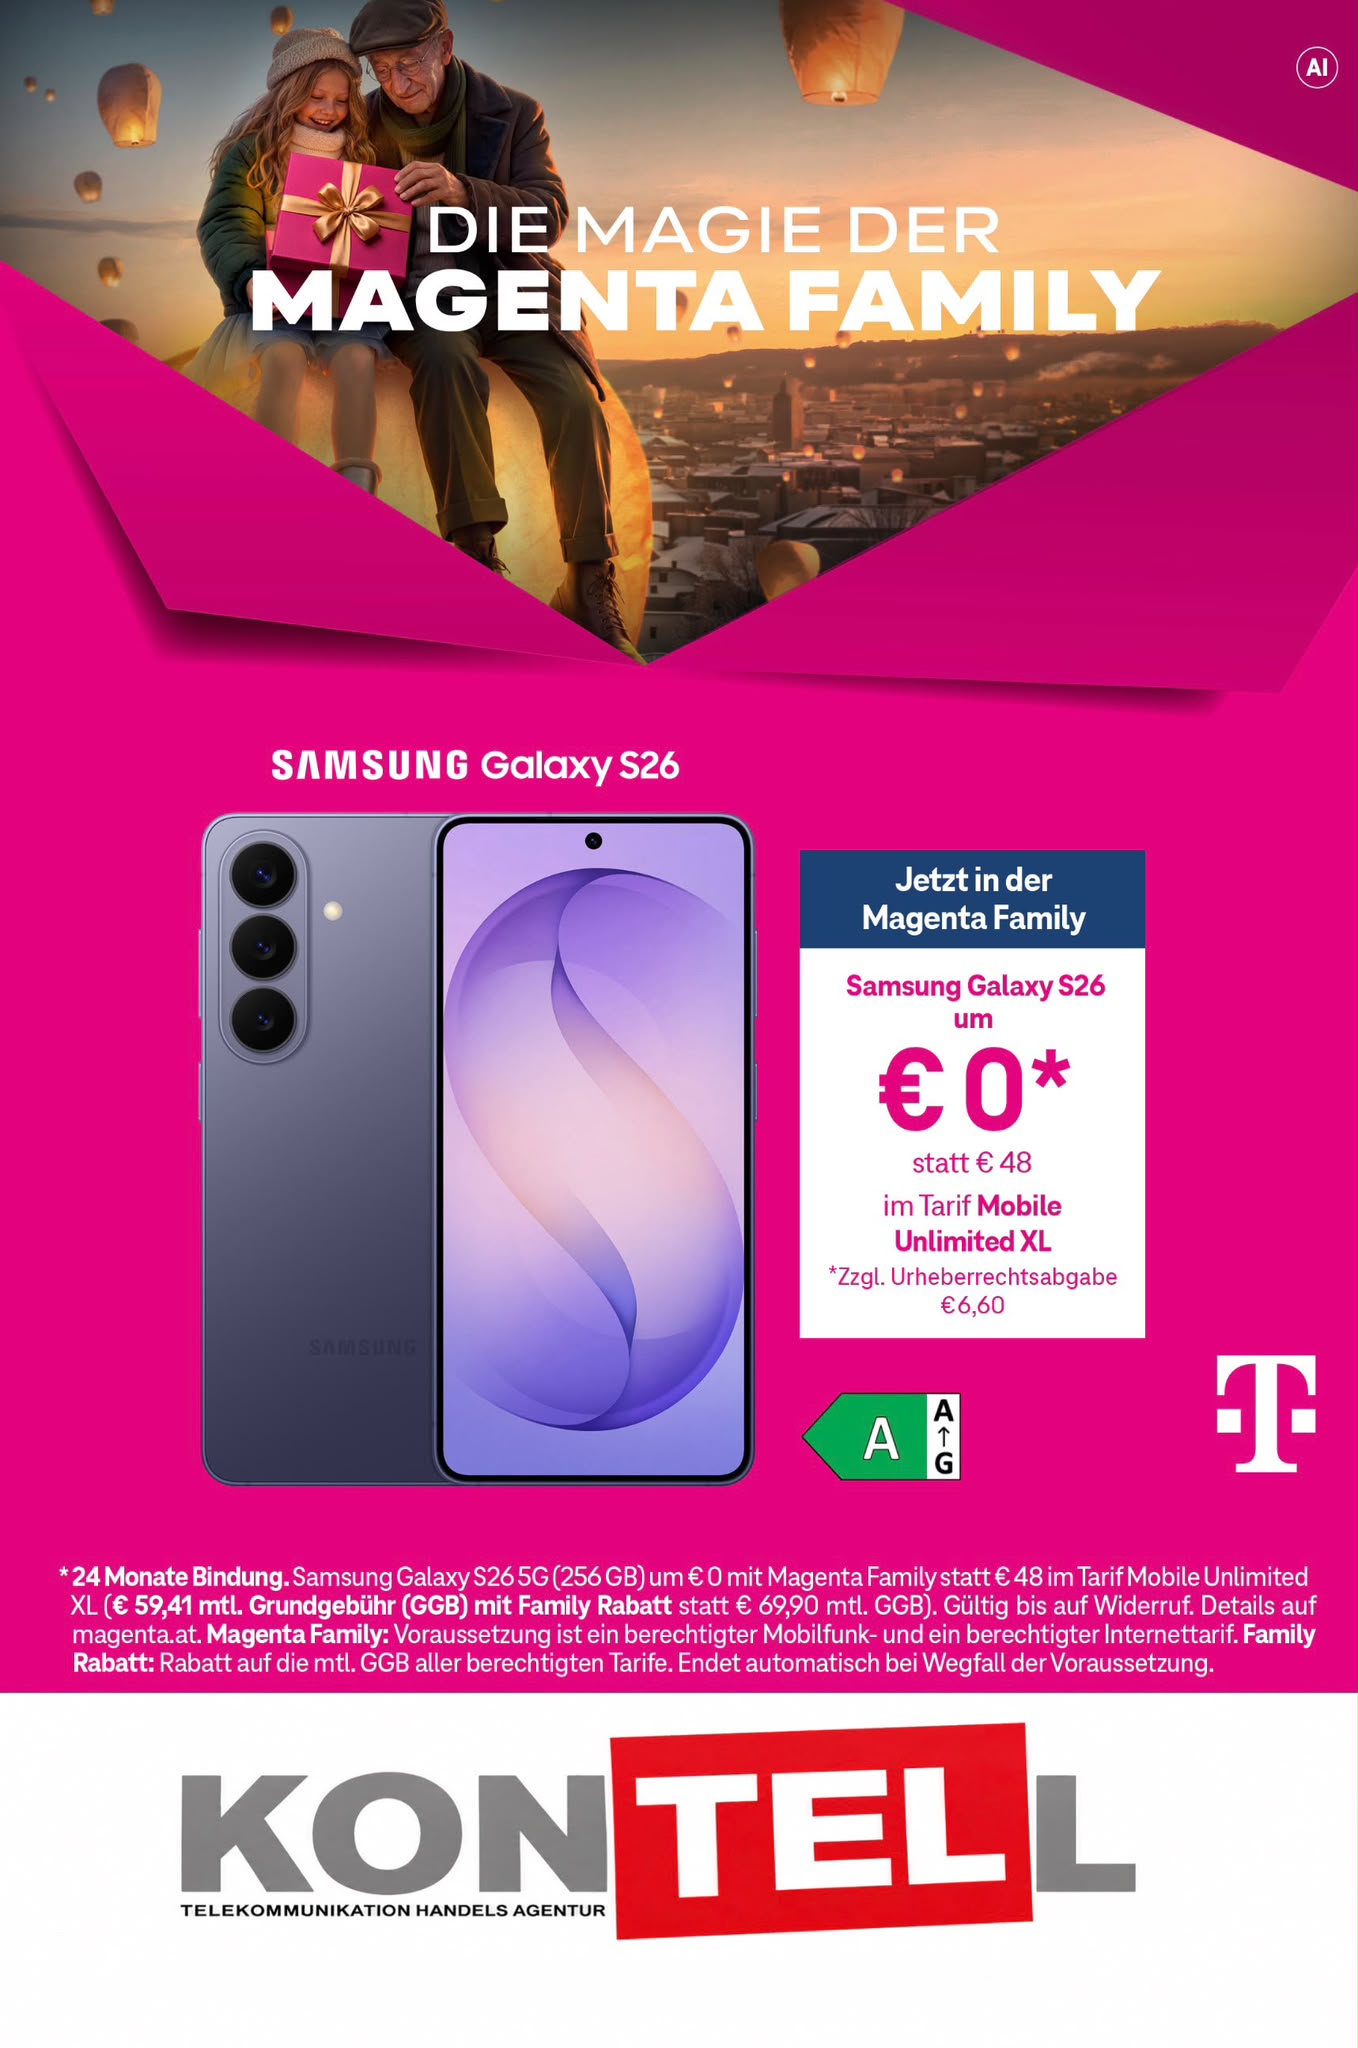 AI
DIE MAGIE DER
MAGENTA FAMILY
SAMSUNG Galaxy S26
SAMSUNG
Jetzt in der
Magenta Family
Samsung Galaxy S26
um
€ 0*
statt € 48
im Tarif Mobile
Unlimited XL
*Zzgl. Urheberrechtsabgabe
€ 6,60
A
A
↑
G
T
* 24 Monate Bindung. Samsung Galaxy S26 5G (256 GB) um € 0 mit Magenta Family statt € 48 im Tarif Mobile Unlimited
XL (€ 59,41 mtl. Grundgebühr (GGB) mit Family Rabatt statt € 69,90 mtl. GGB). Gültig bis auf Widerruf. Details auf
magenta.at. Magenta Family: Voraussetzung ist ein berechtigter Mobilfunk- und ein berechtigter Internettarif. Family
Rabatt: Rabatt auf die mtl. GGB aller berechtigten Tarife. Endet automatisch bei Wegfall der Voraussetzung.
KONTELL
TELEKOMMUNIKATION HANDELS AGENTUR